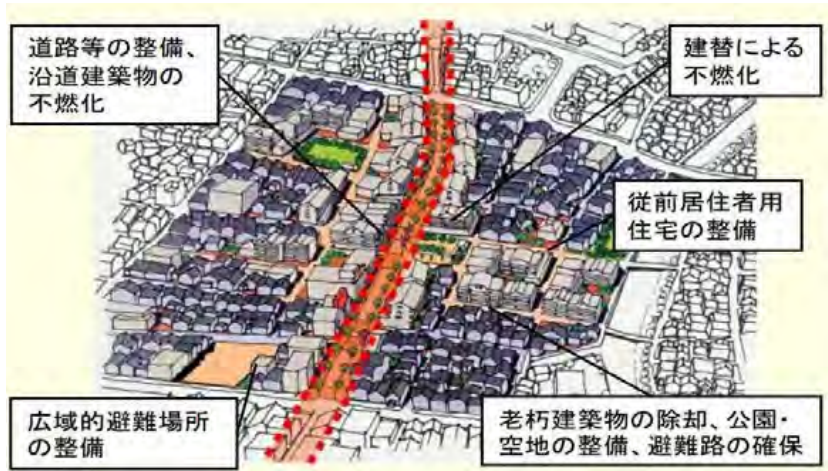 道路等の整備、
沿道建築物の
不燃化
建替による
不燃化
従前居住者用
住宅の整備
広域的避難場所
の整備
老朽建築物の除却、公園・
空地の整備、避難路の確保